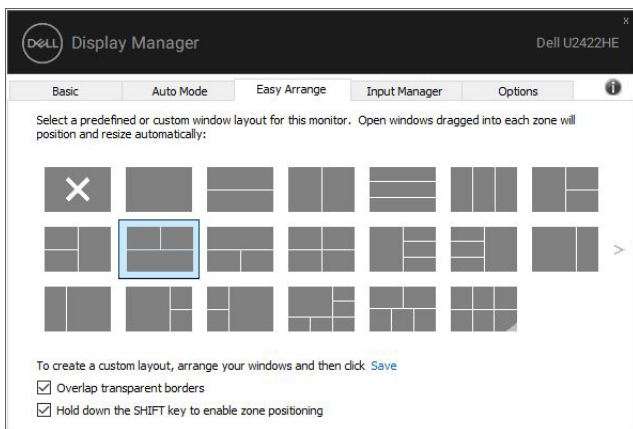 x
DELL Display Manager Dell U2422HE
Basic Auto Mode Easy Arrange Input Manager Options i
Select a predefined or custom window layout for this monitor. Open windows dragged into each zone will
position and resize automatically:
>
To create a custom layout, arrange your windows and then click Save
Overlap transparent borders
Hold down the SHIFT key to enable zone positioning